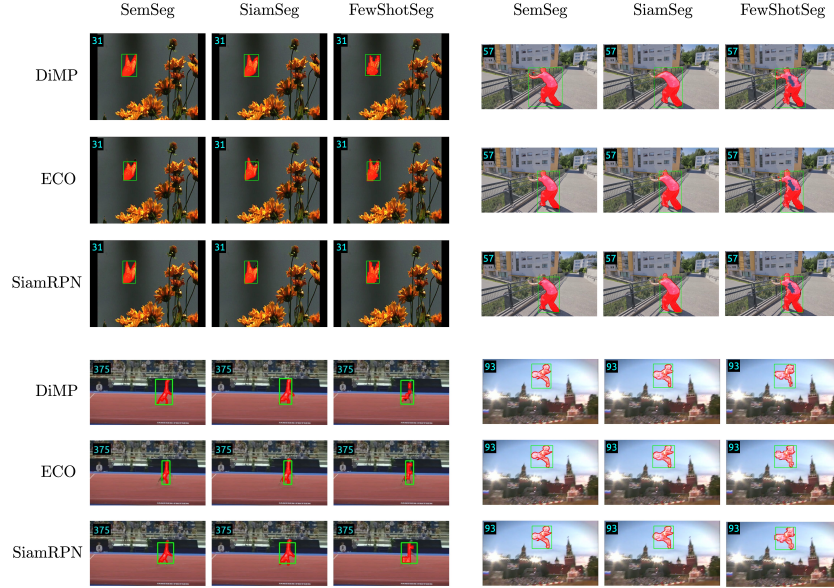 SemSeg SiamSeg FewShotSeg SemSeg SiamSeg FewShotSeg
DiMP 31 31 31 57 57 57
ECO 31 31 31 57 57 57
SiamRPN 31 31 31 57 57 57
DiMP 375 375 375 93 93 93
ECO 375 375 375 93 93 93
SiamRPN 375 375 375 93 93 93